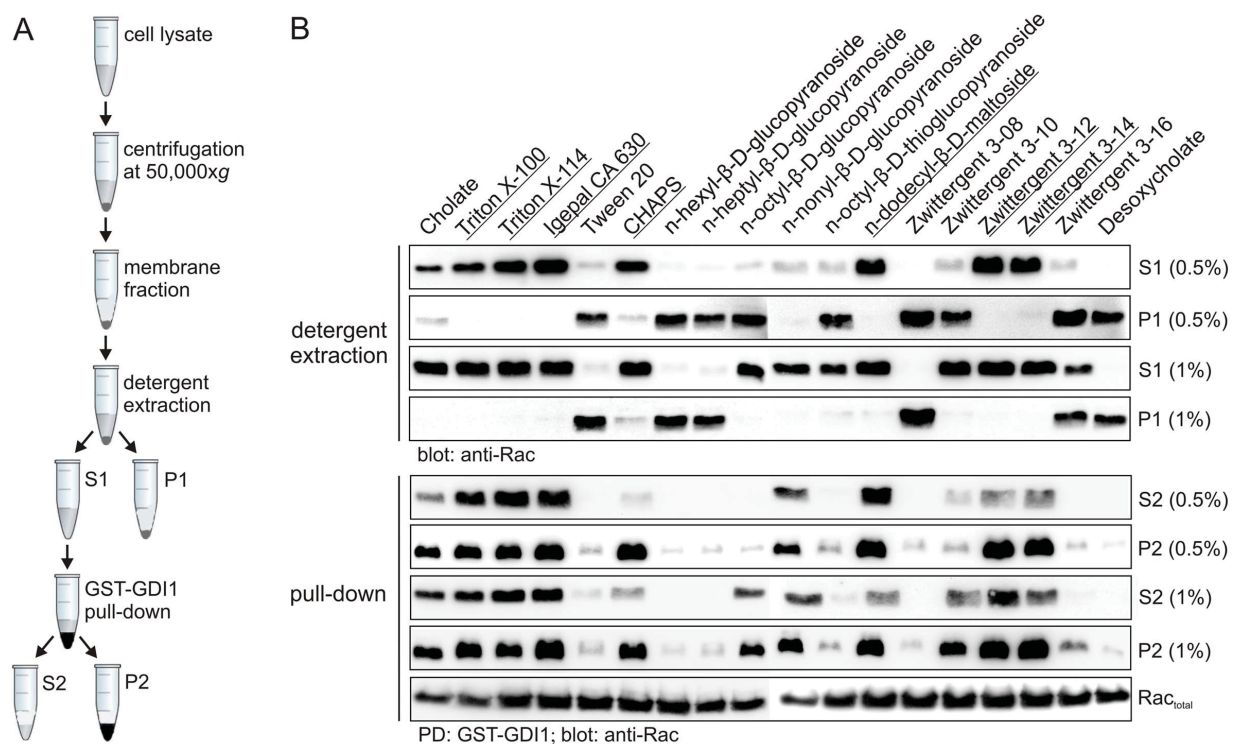 A
cell lysate
centrifugation
at 50,000xg
membrane
fraction
detergent
extraction
S1
P1
GST-GDI1
pull-down
S2
P2
B
Cholate
Triton X-100
Triton X-114
Igepal CA 630
Tween 20
CHAPS
n-hexyl-β-D-glucopyranoside
n-heptyl-β-D-glucopyranoside
n-octyl-β-D-glucopyranoside
n-nonyl-β-D-glucopyranoside
n-octyl-β-D-thioglucopyranoside
n-dodecyl-β-D-maltoside
Zwittergent 3-08
Zwittergent 3-10
Zwittergent 3-12
Zwittergent 3-14
Zwittergent 3-16
Desoxycholate
detergent
extraction
S1 (0.5%)
P1 (0.5%)
S1 (1%)
P1 (1%)
blot: anti-Rac
pull-down
S2 (0.5%)
P2 (0.5%)
S2 (1%)
P2 (1%)
Rac total
PD: GST-GDI1; blot: anti-Rac